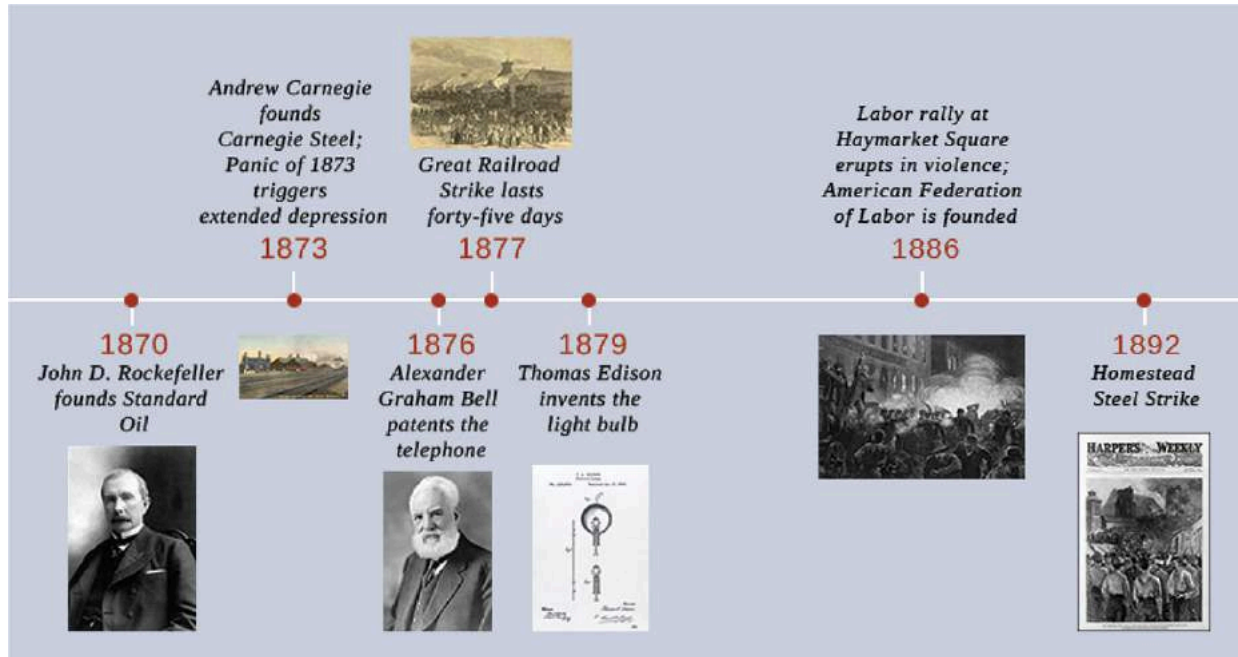 Andrew Carnegie
founds
Carnegie Steel;
Panic of 1873
triggers
extended depression
1873
Great Railroad
Strike lasts
forty-five days
1877
Labor rally at
Haymarket Square
erupts in violence;
American Federation
of Labor is founded
1886
1870
John D. Rockefeller
founds Standard
Oil
1876
Alexander
Graham Bell
patents the
telephone
1879
Thomas Edison
invents the
light bulb
1892
Homestead
Steel Strike
HARPER'S WEEKLY